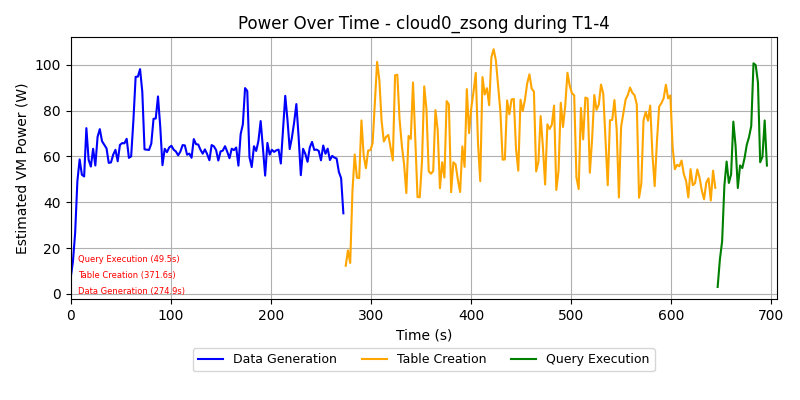 Power Over Time - cloud0_zsong during T1-4
Estimated VM Power (W)
100
80
60
40
20
0
Query Execution (49.5s)
Table Creation (371.6s)
Data Generation (274.9s)
0 100 200 300 400 500 600 700
Time (s)
Data Generation Table Creation Query Execution